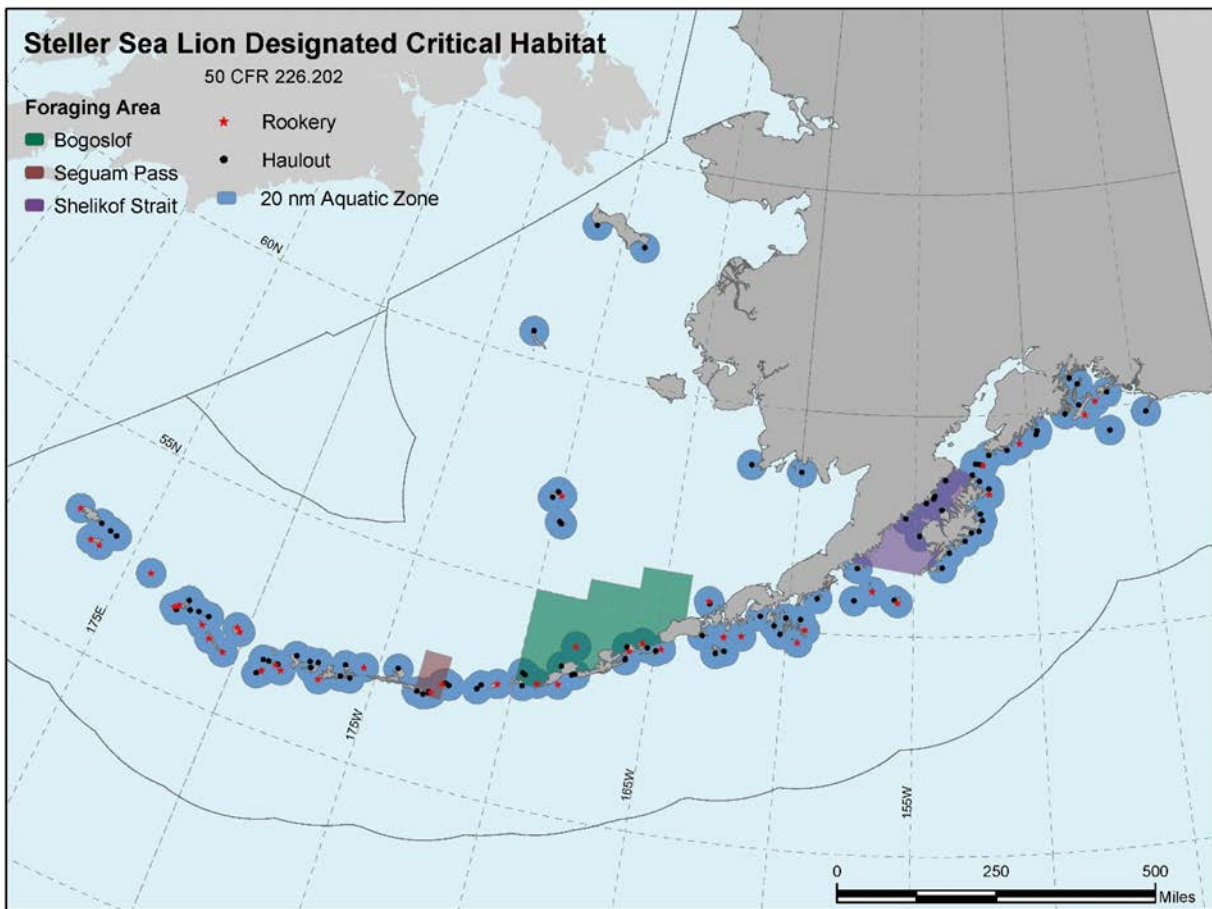 Steller Sea Lion Designated Critical Habitat
50 CFR 226.202
Foraging Area
Bogoslof
Seguam Pass
Shelikof Strait
Rookery
Haulout
20 nm Aquatic Zone
60N
55N
175E
175W
165W
155W
0 250 500
Miles